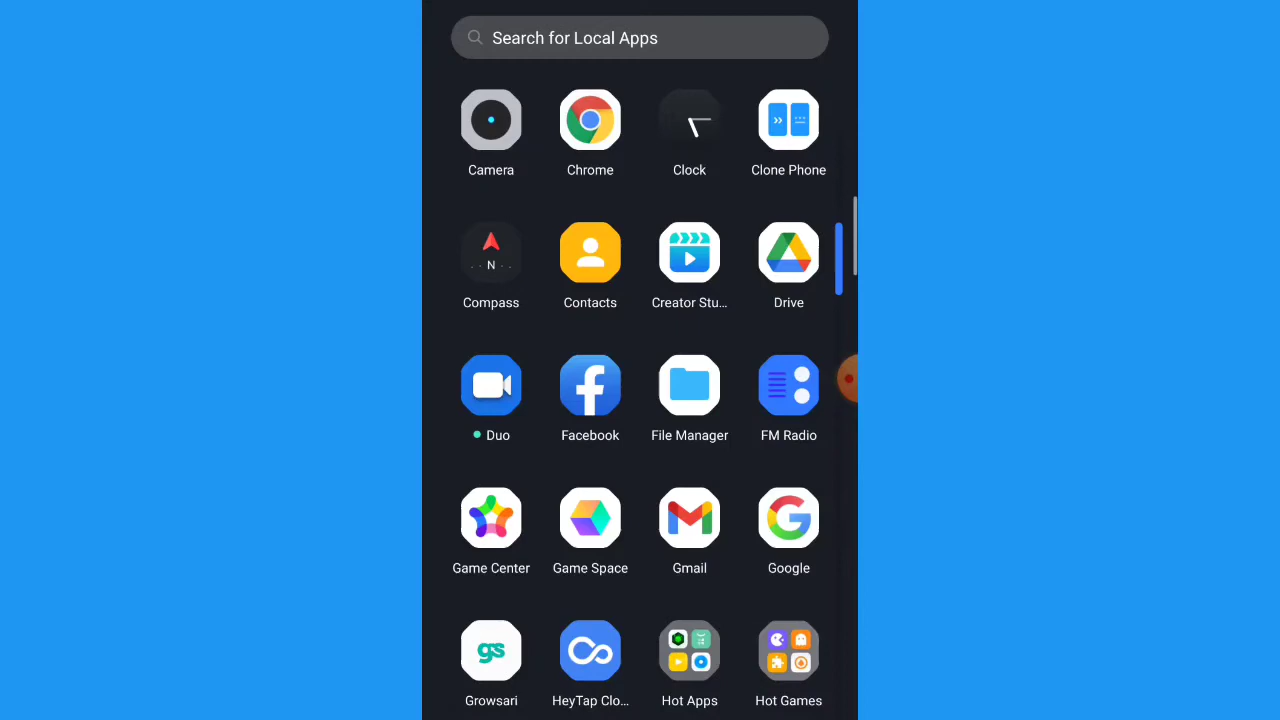 Search for Local Apps
Camera
Chrome
Clock
Clone Phone
N
Compass
Contacts
Creator Stu...
Drive
Duo
Facebook
File Manager
FM Radio
Game Center
Game Space
Gmail
Google
gs
Growsari
HeyTap Clo...
Hot Apps
Hot Games